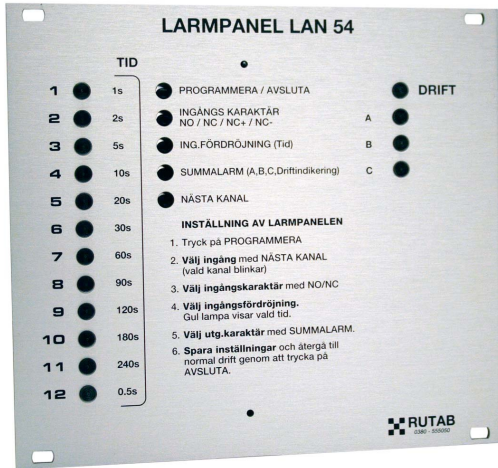 LARMPANEL LAN 54
TID
1 1s PROGRAMMERA / AVSLUTA DRIFT
2 2s INGÅNGS KARAKTÄR
NO / NC / NC+ / NC- A
3 5s ING.FÖRDRÖJNING (Tid) B
4 10s SUMMALARM (A,B,C,Driftindikering) C
5 20s NÄSTA KANAL
6 30s
7 60s
8 90s
9 120s
10 180s
11 240s
12 0.5s
INSTÄLLNING AV LARMPANELEN
1. Tryck på PROGRAMMERA
2. Välj ingång med NÄSTA KANAL
(vald kanal blinkar)
3. Välj ingångskaraktär med NO/NC
4. Välj ingångsfördröjning.
Gul lampa visar vald tid.
5. Välj utg.karaktär med SUMMALARM.
6. Spara inställningar och återgå till
normal drift genom att trycka på
AVSLUTA.
RUTAB